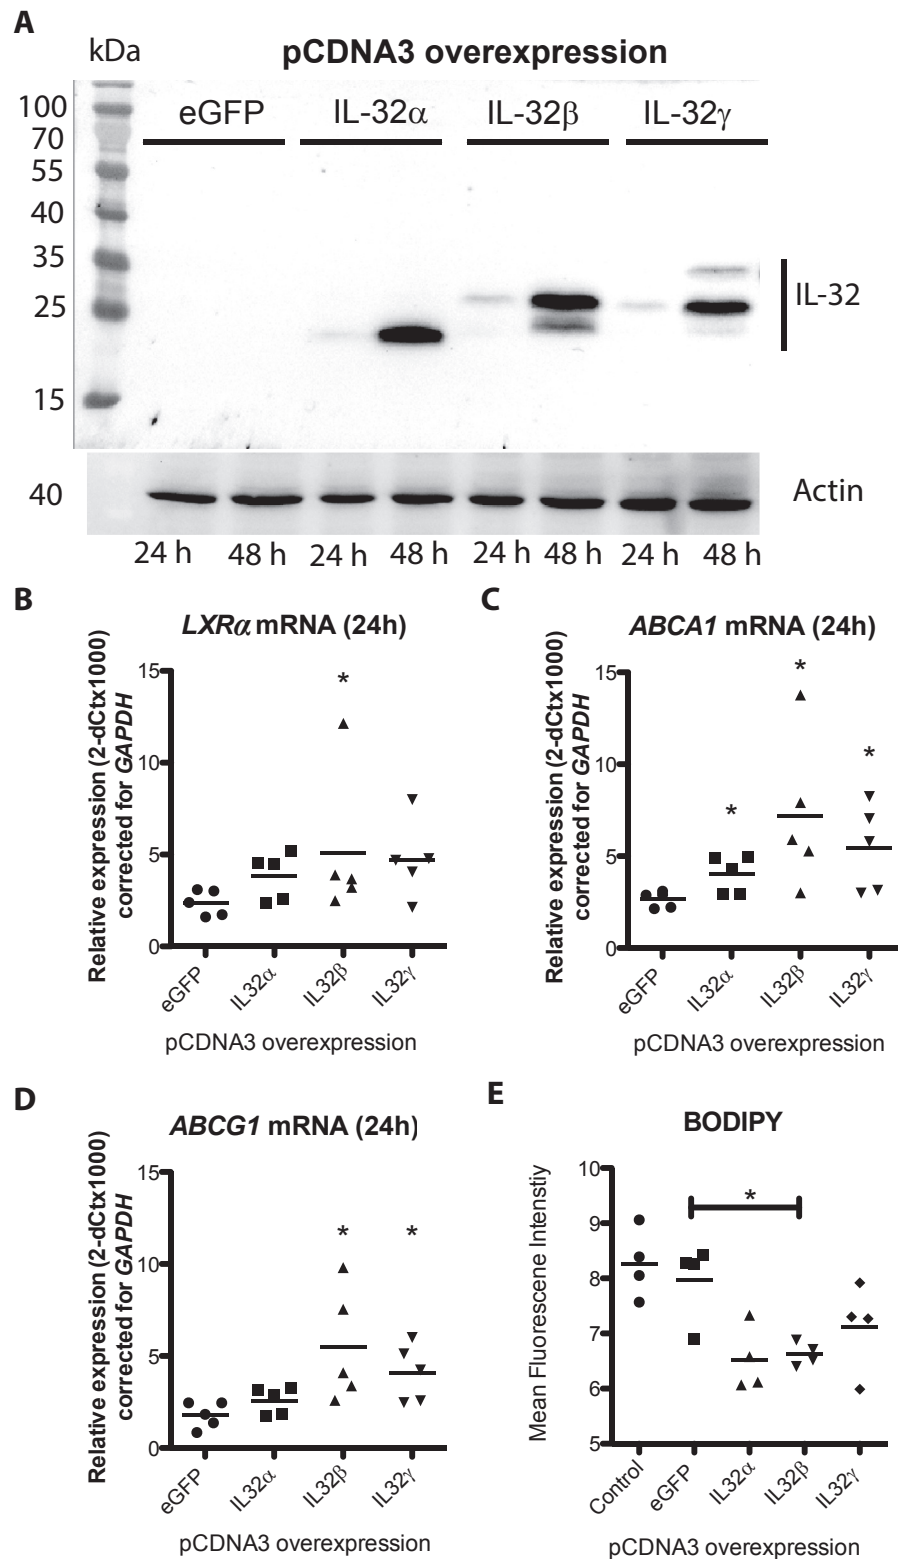 A
kDa
pCDNA3 overexpression
eGFP
IL-32α
IL-32β
IL-32γ
100
70
55
40
35
25
15
IL-32
40
Actin
24 h
48 h
24 h
48 h
24 h
48 h
24 h
48 h
B
LXRα mRNA (24h)
Relative expression (2-dCtx1000)
corrected for GAPDH
15
10
5
0
*
eGFP
IL32α
IL32β
IL32γ
pCDNA3 overexpression
C
ABCA1 mRNA (24h)
Relative expression (2-dCtx1000)
corrected for GAPDH
15
10
5
0
*
*
*
eGFP
IL32α
IL32β
IL32γ
pCDNA3 overexpression
D
ABCG1 mRNA (24h)
Relative expression (2-dCtx1000)
corrected for GAPDH
15
10
5
0
*
*
eGFP
IL32α
IL32β
IL32γ
pCDNA3 overexpression
E
BODIPY
Mean Fluorescene Intenstiy
10
9
8
7
6
5
*
Control
eGFP
IL32α
IL32β
IL32γ
pCDNA3 overexpression